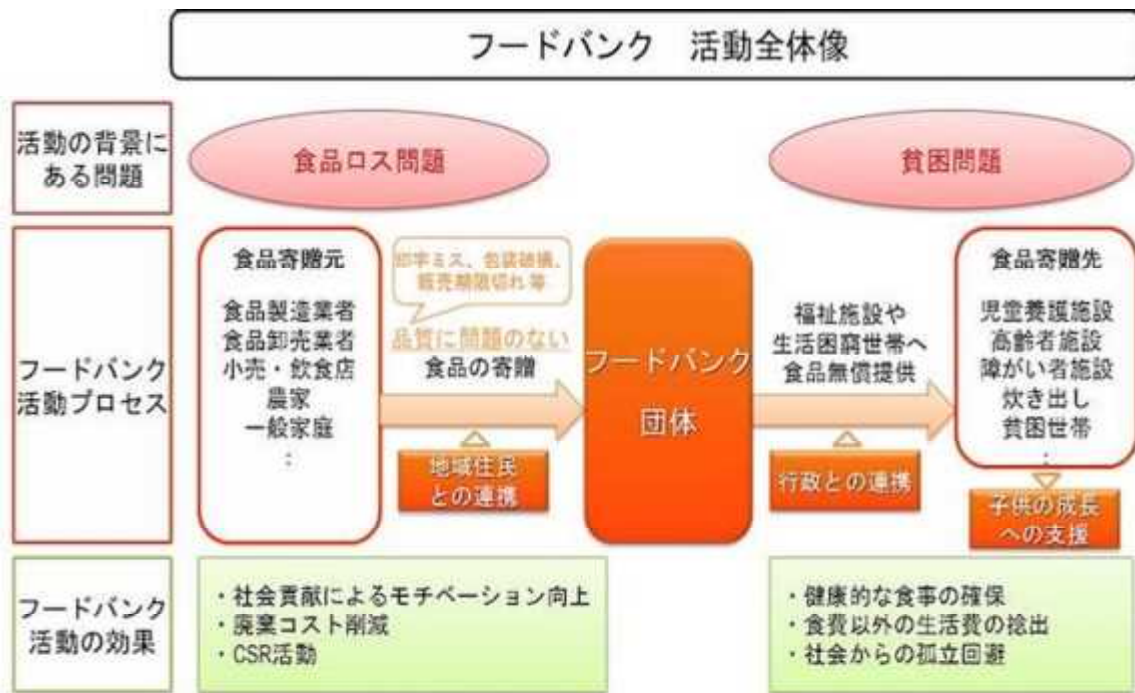 フードバンク　活動全体像
活動の背景に
ある問題
食品ロス問題
貧困問題
フードバンク
活動プロセス
食品寄贈元
食品製造業者
食品卸売業者
小売・飲食店
農家
一般家庭
：
印字ミス、包装破損、
販売期限切れ等
品質に問題のない
食品の寄贈
地域住民
との連携
フードバンク
団体
福祉施設や
生活困窮世帯へ
食品無償提供
行政との連携
食品寄贈先
児童養護施設
高齢者施設
障がい者施設
炊き出し
貧困世帯
：
子供の成長
への支援
フードバンク
活動の効果
・社会貢献によるモチベーション向上
・廃棄コスト削減
・CSR活動
・健康的な食事の確保
・食費以外の生活費の捻出
・社会からの孤立回避